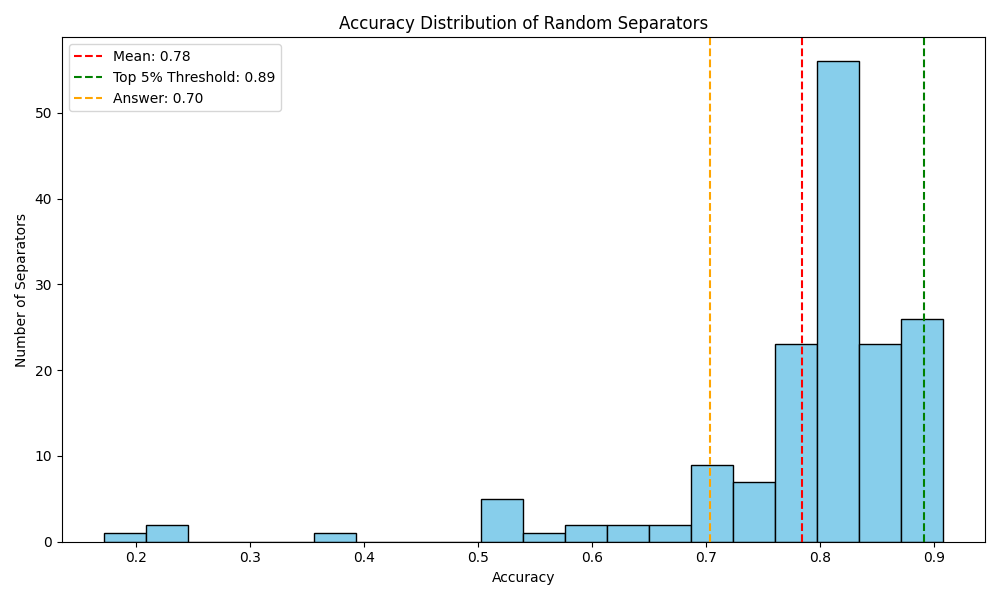 Accuracy Distribution of Random Separators
Mean: 0.78
Top 5% Threshold: 0.89
Answer: 0.70
Number of Separators
50
40
30
20
10
0
0.2 0.3 0.4 0.5 0.6 0.7 0.8 0.9
Accuracy